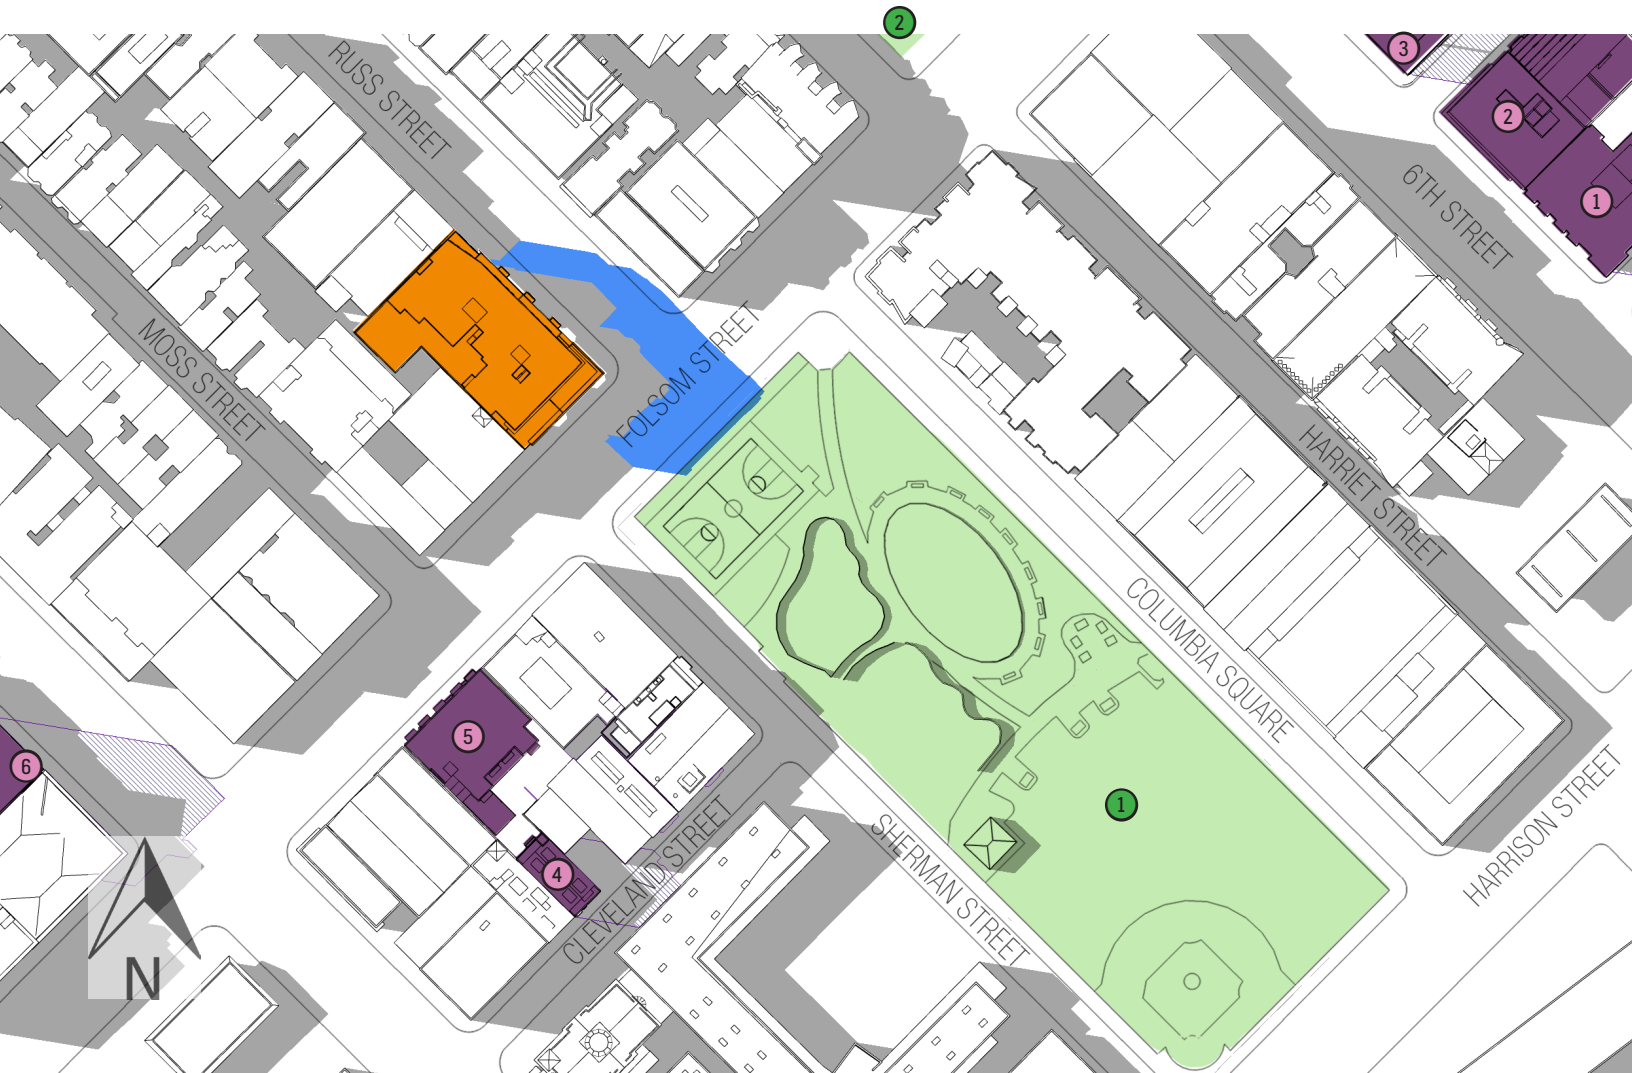 2
RUSS STREET
3
2
6TH STREET
1
MOSS STREET
FOLSOM STREET
HARRIET STREET
COLUMBIA SQUARE
5
6
1
HARRISON STREET
CLEVELAND STREET
SHERMAN STREET
4
N